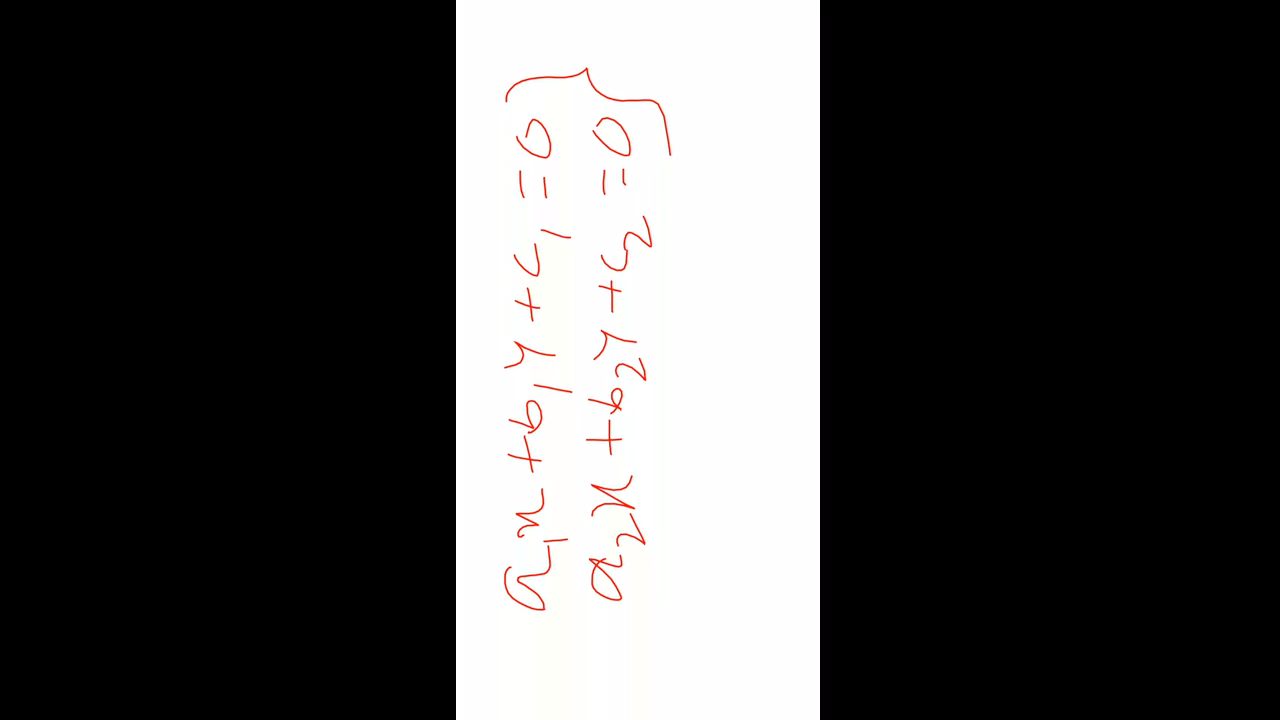 a₁x + b₁y + c₁ = 0
a₂x + b₂y + c₂ = 0